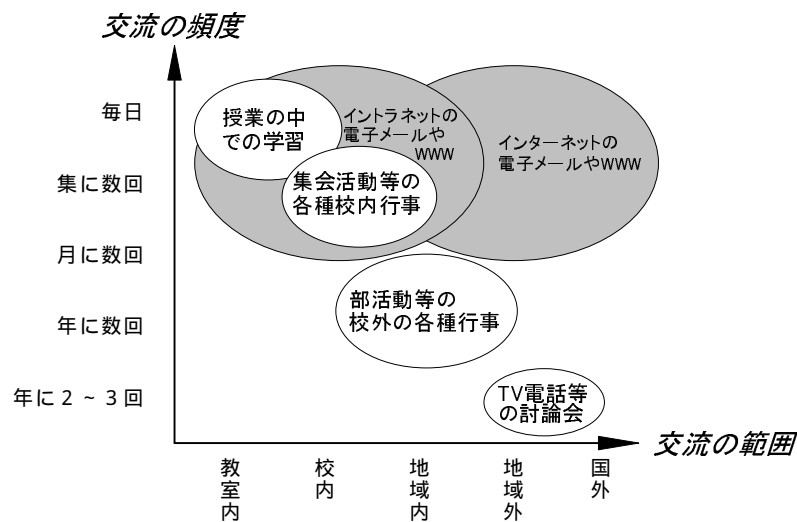 交流の頻度
毎日
集に数回
月に数回
年に数回
年に２～３回
授業の中
での学習
イントラネットの
電子メールや
WWW
インターネットの
電子メールやWWW
集会活動等の
各種校内行事
部活動等の
校外の各種行事
TV電話等
の討論会
交流の範囲
教室内
校内
地域内
地域外
国外